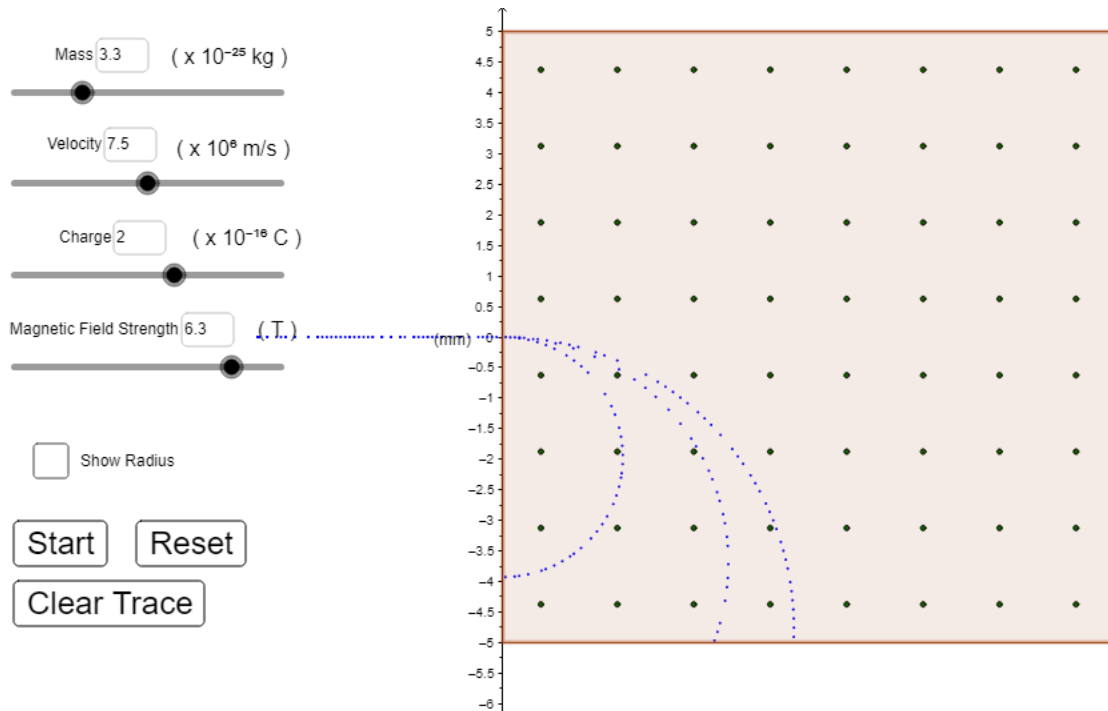 Mass 3.3 ( x 10⁻²⁵ kg )
Velocity 7.5 ( x 10⁶ m/s )
Charge 2 ( x 10⁻¹⁶ C )
Magnetic Field Strength 6.3 ( T )
Show Radius
Start Reset
Clear Trace
5
4.5
4
3.5
3
2.5
2
1.5
1
0.5
(mm) 0
–0.5
–1
–1.5
–2
–2.5
–3
–3.5
–4
–4.5
–5
–5.5
–6